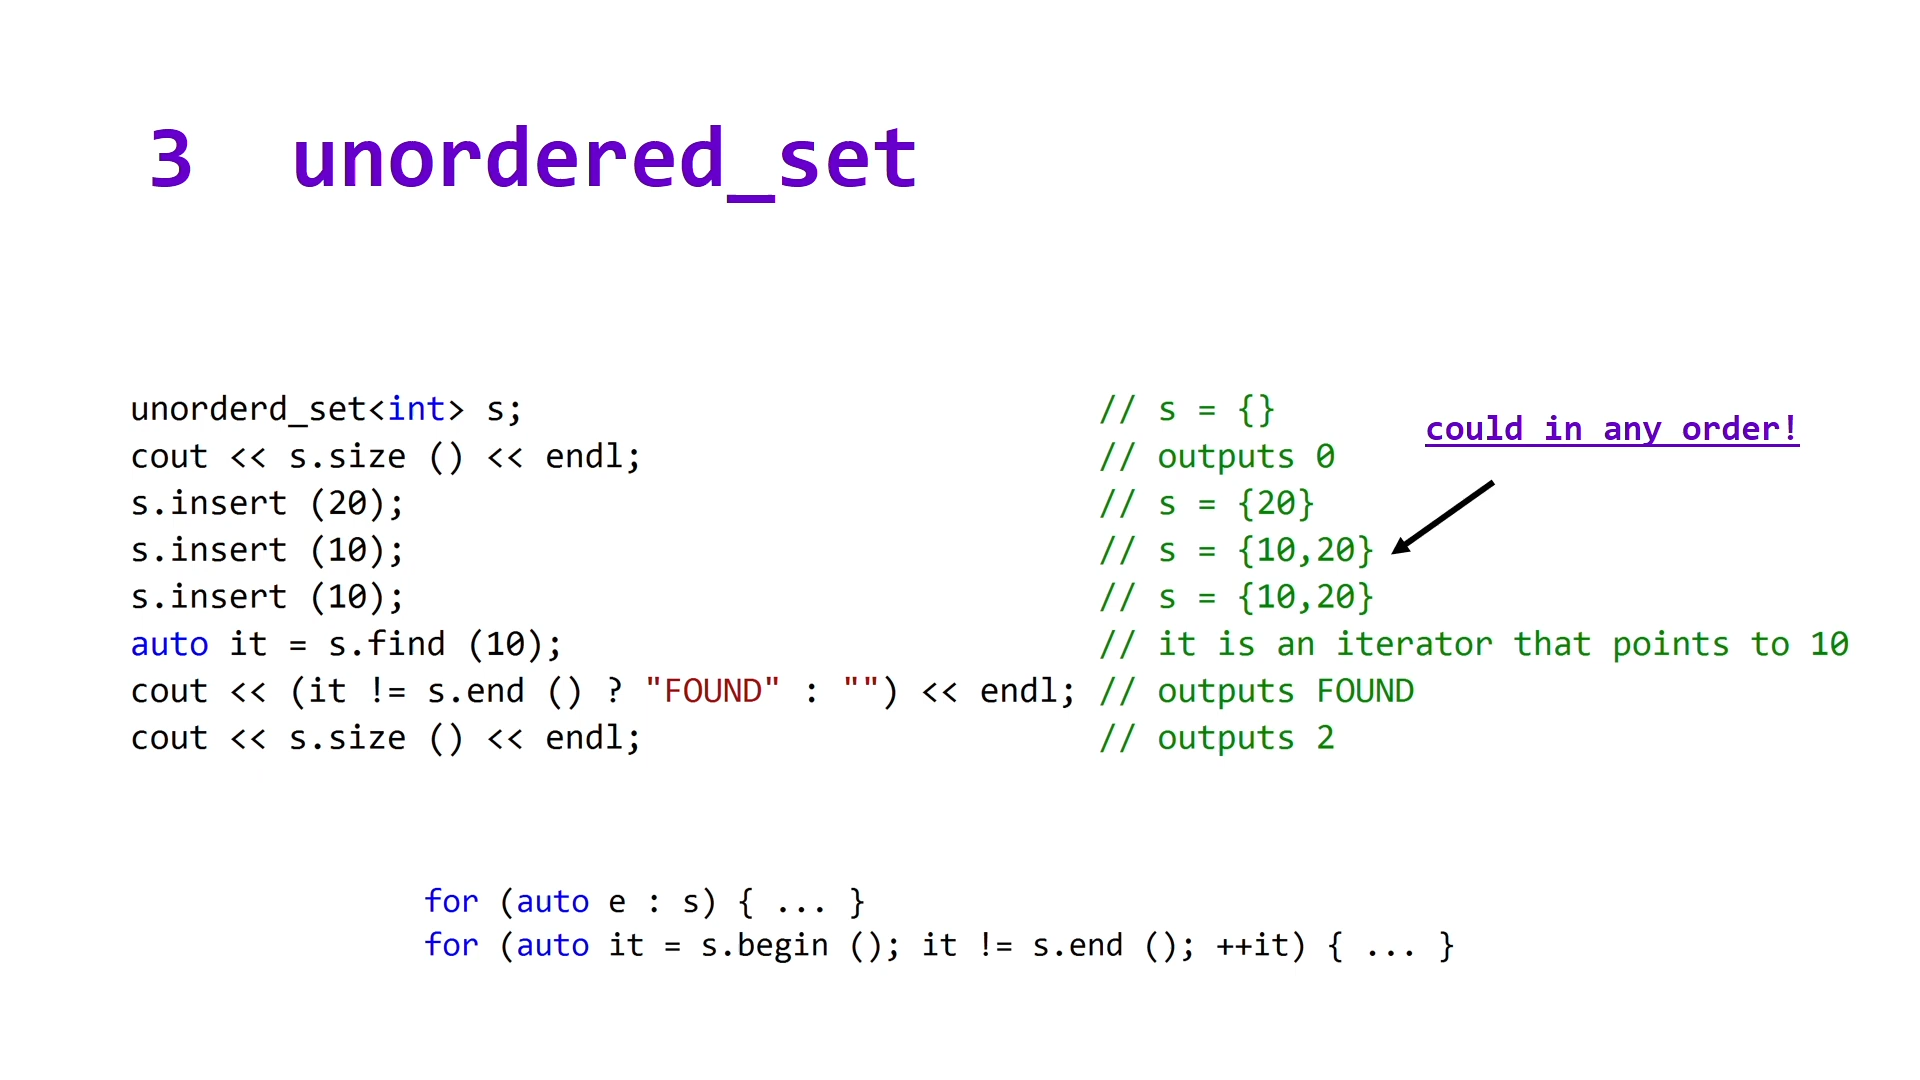 3 unordered_set
unorderd_set<int> s; // s = {}
could in any order!
cout << s.size () << endl; // outputs 0
s.insert (20); // s = {20}
s.insert (10); // s = {10,20}
s.insert (10); // s = {10,20}
auto it = s.find (10); // it is an iterator that points to 10
cout << (it != s.end () ? "FOUND" : "") << endl; // outputs FOUND
cout << s.size () << endl; // outputs 2
for (auto e : s) { ... }
for (auto it = s.begin (); it != s.end (); ++it) { ... }